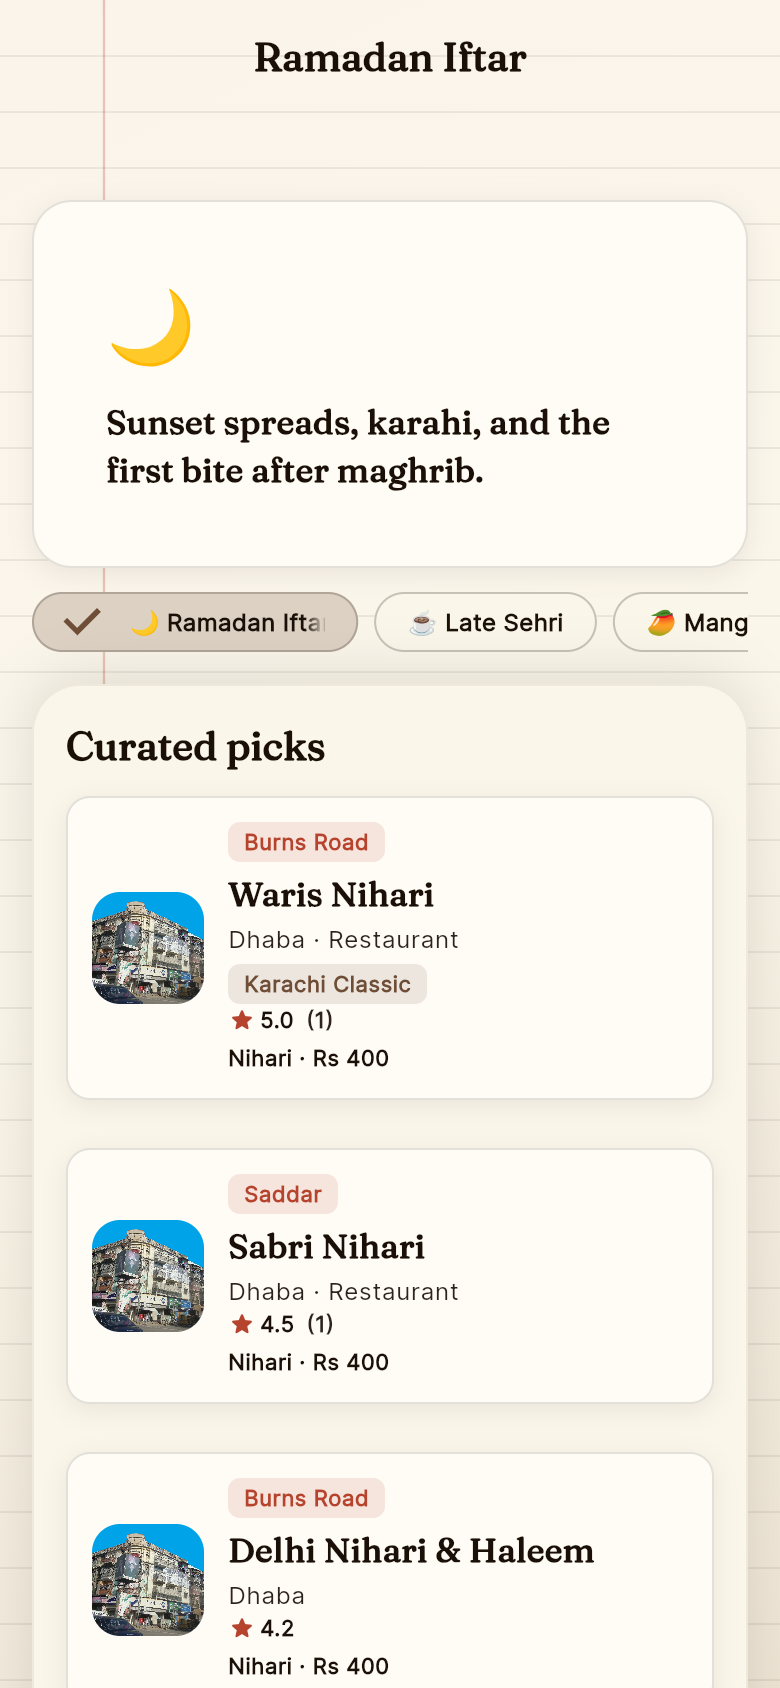 Ramadan Iftar
🌙
Sunset spreads, karahi, and the
first bite after maghrib.
🌙 Ramadan Ifta
☕ Late Sehri
🥭 Mang
Curated picks
Burns Road
Waris Nihari
Dhaba · Restaurant
Karachi Classic
★ 5.0 (1)
Nihari · Rs 400
Saddar
Sabri Nihari
Dhaba · Restaurant
★ 4.5 (1)
Nihari · Rs 400
Burns Road
Delhi Nihari & Haleem
Dhaba
★ 4.2
Nihari · Rs 400